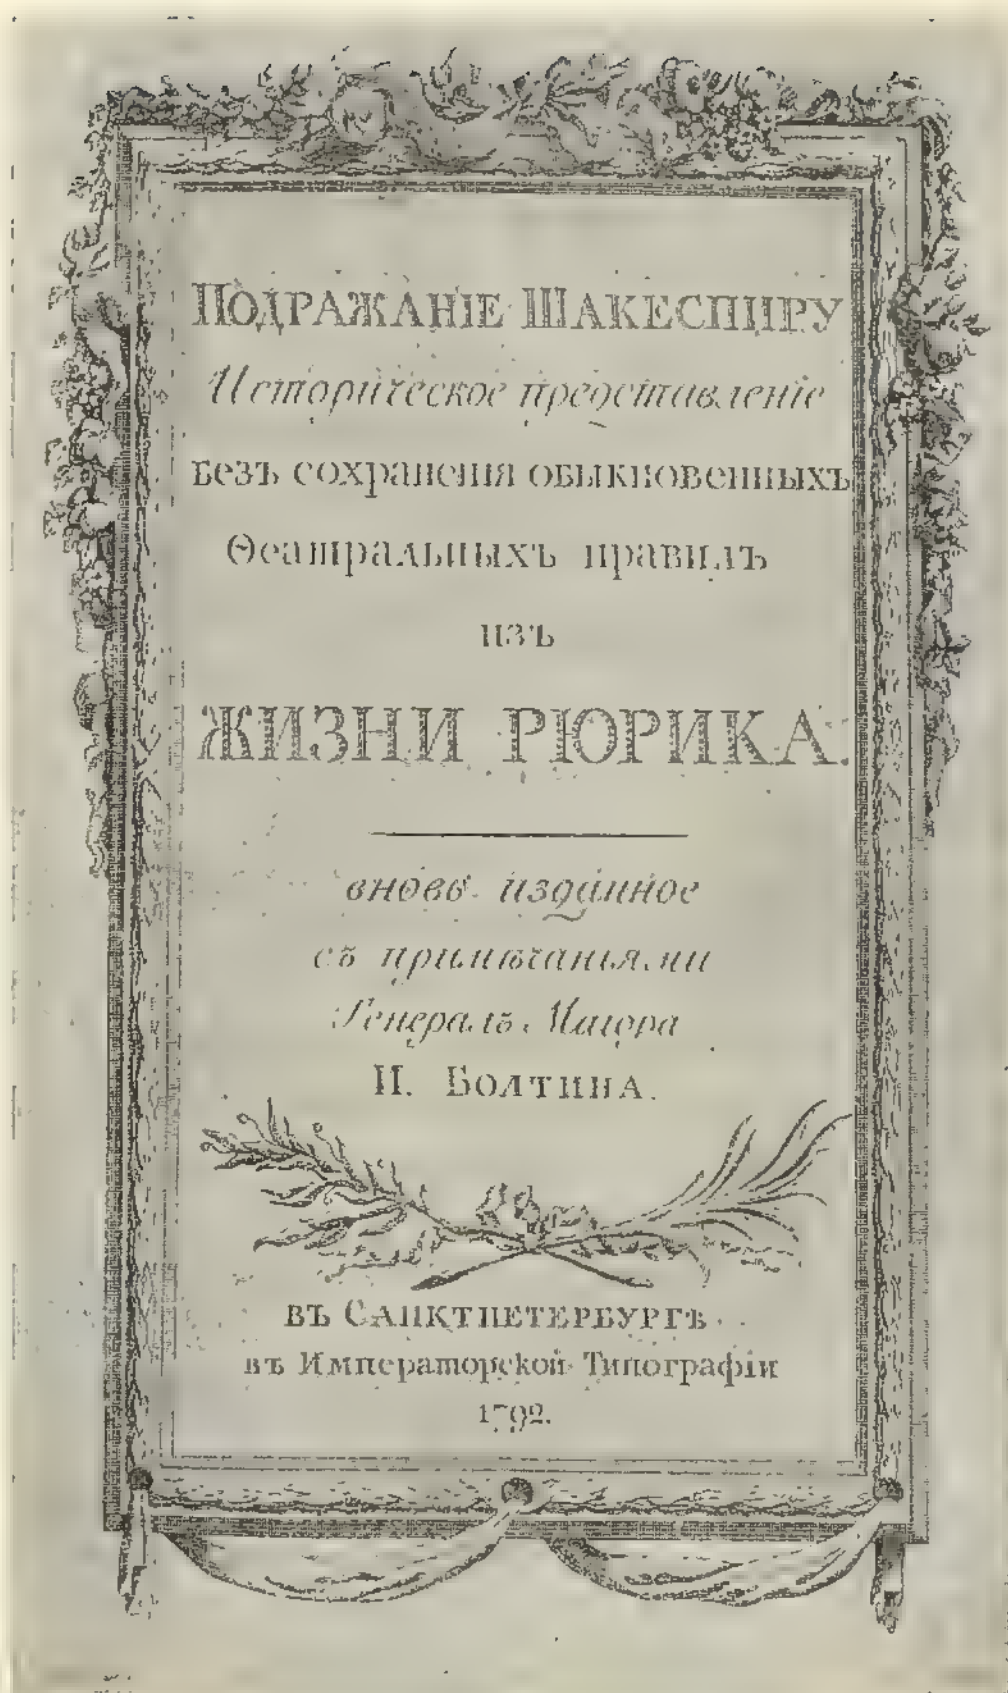 ПОДРАЖАНІЕ ШАКЕСПИРУ
Историческое представленіе
безъ сохраненія обыкновенныхъ
Ѳеатральныхъ правилъ
изъ
ЖИЗНИ РЮРИКА.
вновь изданное
съ примѣчаньями
Генералъ Маіора
И. БОЛТИНА.
въ САНКТПЕТЕРБУРГѢ
въ Императорской Типографіи
1792.